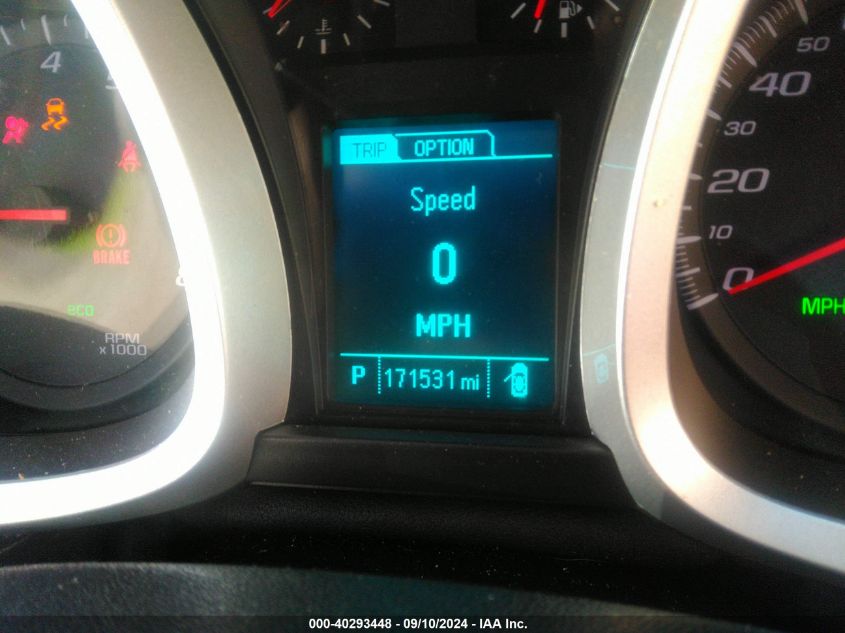 4
5
BRAKE
eco
RPM
x1000
TRIP OPTION
Speed
0
MPH
P 171531 mi
50
40
30
20
10
0
MPH
000-40293448 - 09/10/2024 - IAA Inc.